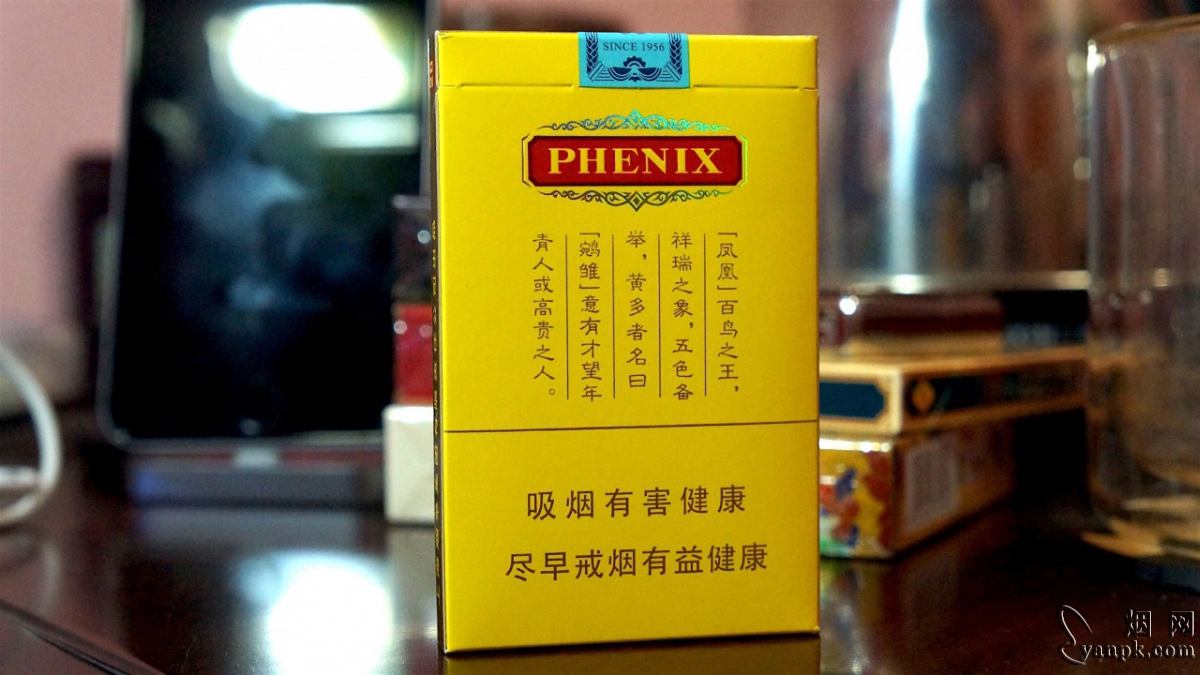 SINCE 1956
PHENIX
「凤凰」百鸟之王，
祥瑞之象，五色备
举，黄多者名曰
「鹓雏」意有才望年
青人或高贵之人。
吸烟有害健康
尽早戒烟有益健康
烟网
yanpk.com